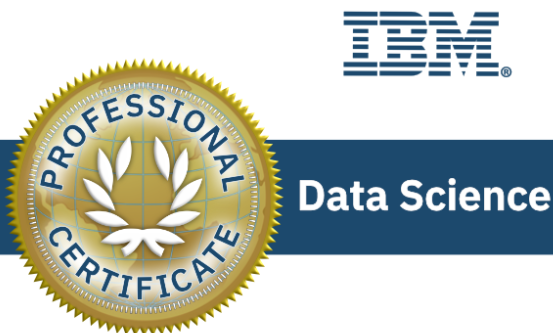 IBM®
PROFESSIONAL
CERTIFICATE
Data Science